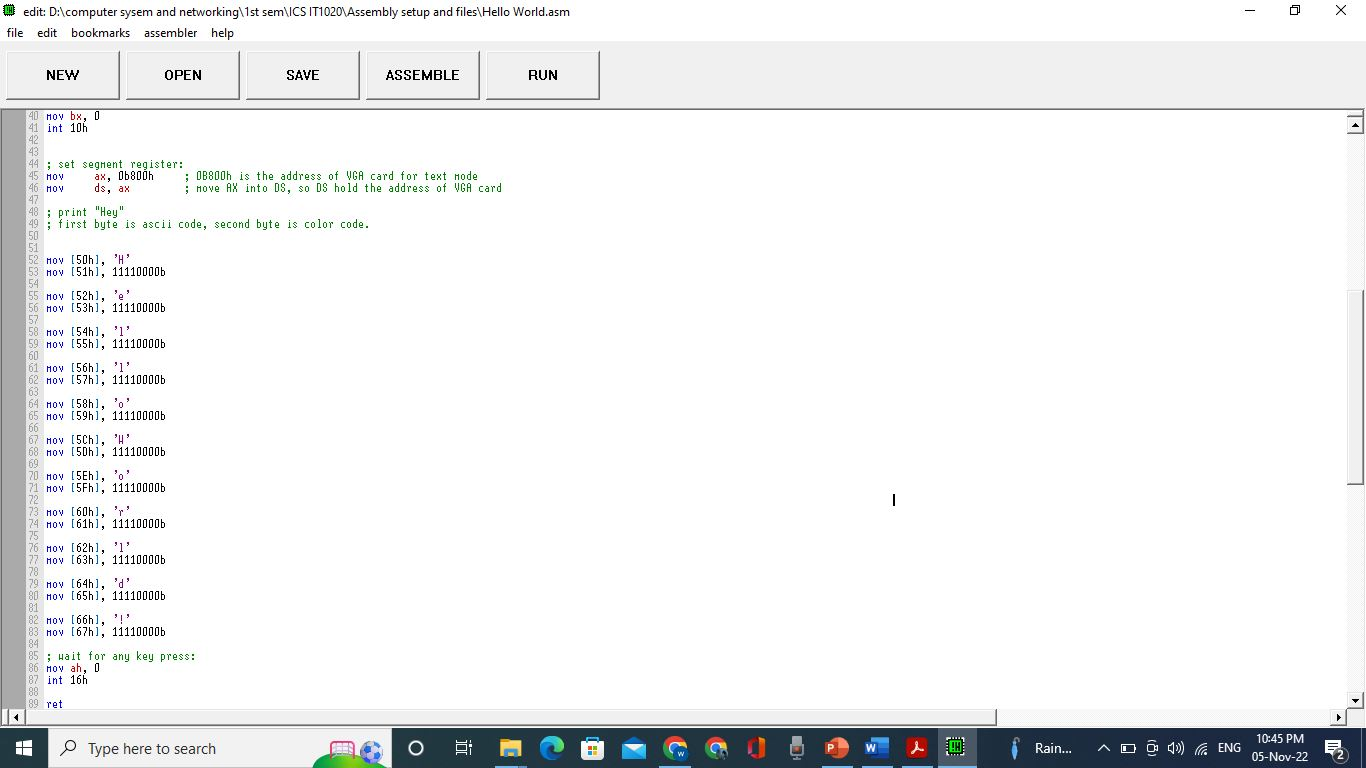 edit: D:\computer sysem and networking\1st sem\ICS IT1020\Assembly setup and files\Hello World.asm
file edit bookmarks assembler help
NEW OPEN SAVE ASSEMBLE RUN
40 mov bx, 0
41 int 10h
42
43
44 ; set segment register:
45 mov ax, 0b800h ; 0B800h is the address of VGA card for text mode
46 mov ds, ax ; move AX into DS, so DS hold the address of VGA card
47
48 ; print "Hey"
49 ; first byte is ascii code, second byte is color code.
50
51
52 mov [50h], 'H'
53 mov [51h], 11110000b
54
55 mov [52h], 'e'
56 mov [53h], 11110000b
57
58 mov [54h], 'l'
59 mov [55h], 11110000b
60
61 mov [56h], 'l'
62 mov [57h], 11110000b
63
64 mov [58h], 'o'
65 mov [59h], 11110000b
66
67 mov [5Ch], 'W'
68 mov [5Dh], 11110000b
69
70 mov [5Eh], 'o'
71 mov [5Fh], 11110000b
72
73 mov [60h], 'r'
74 mov [61h], 11110000b
75
76 mov [62h], 'l'
77 mov [63h], 11110000b
78
79 mov [64h], 'd'
80 mov [65h], 11110000b
81
82 mov [66h], '!'
83 mov [67h], 11110000b
84
85 ; wait for any key press:
86 mov ah, 0
87 int 16h
88
89 ret
Type here to search
Rain... ENG 10:45 PM
05-Nov-22
2